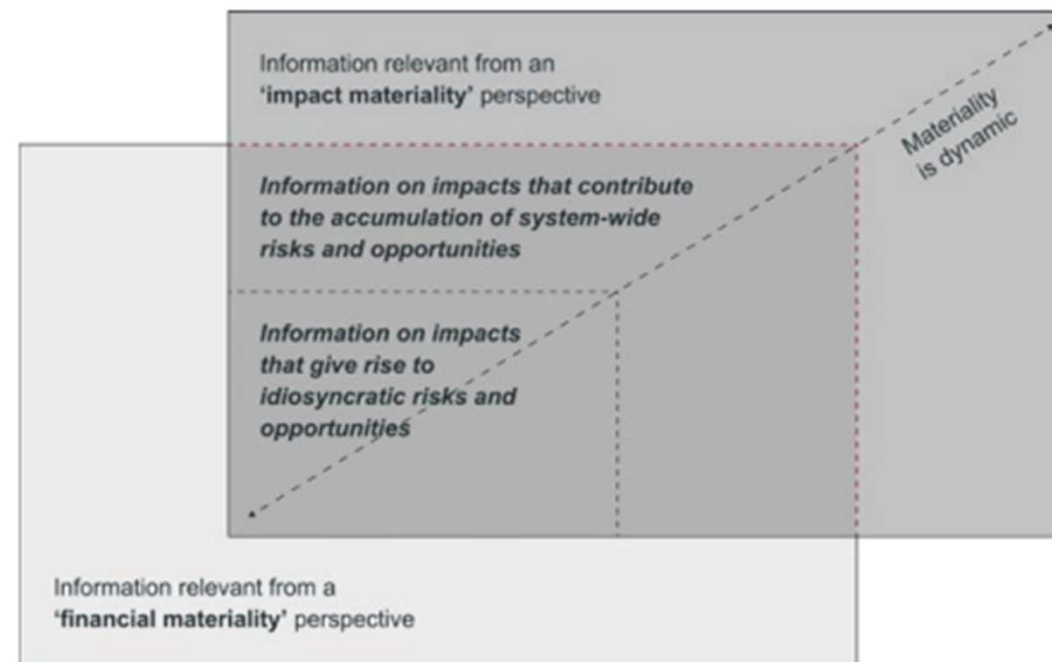 Information relevant from an
‘impact materiality’ perspective
Materiality
is dynamic
Information on impacts that contribute
to the accumulation of system-wide
risks and opportunities
Information on impacts
that give rise to
idiosyncratic risks and
opportunities
Information relevant from a
‘financial materiality’ perspective